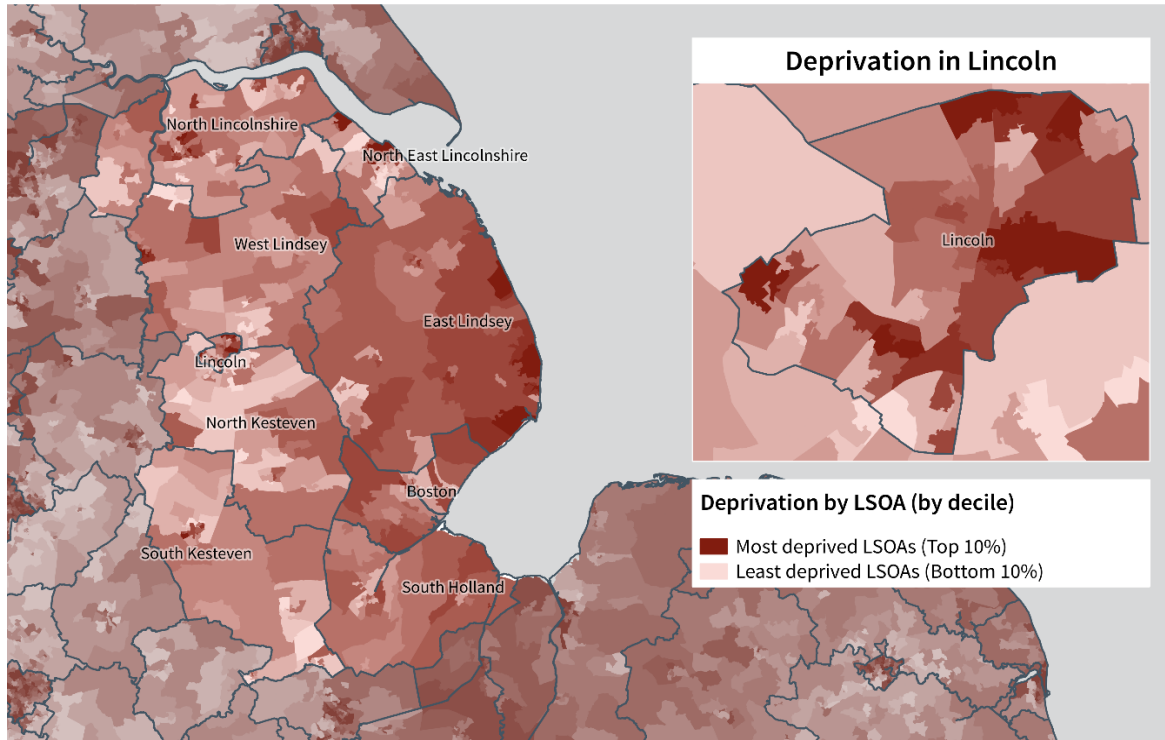 Deprivation in Lincoln
North Lincolnshire
North East Lincolnshire
West Lindsey
Lincoln
East Lindsey
Lincoln
North Kesteven
Boston
South Kesteven
South Holland
Deprivation by LSOA (by decile)
Most deprived LSOAs (Top 10%)
Least deprived LSOAs (Bottom 10%)